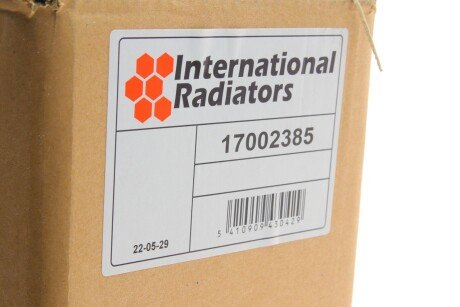 International
Radiators
17002385
5 410909 430429
22-05-29